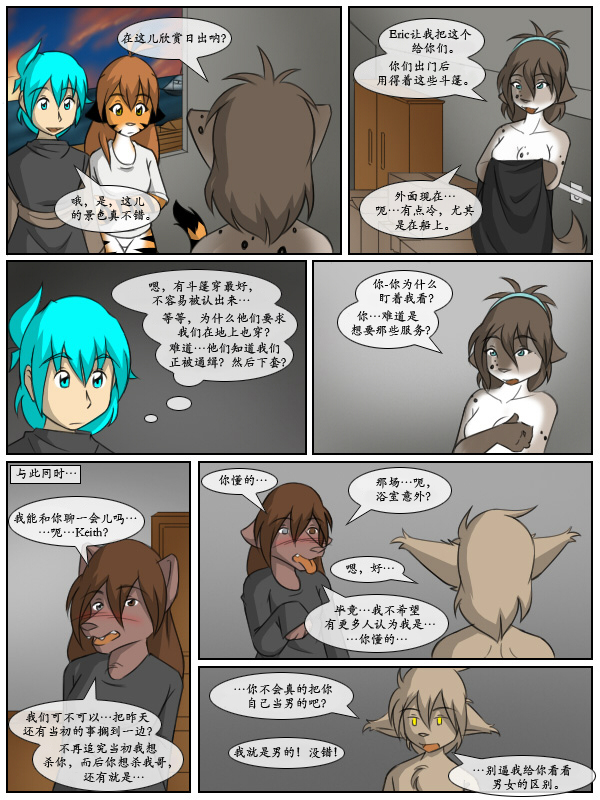 在这儿欣赏日出呐?
哦，是，这儿
的景色真不错。
Eric让我把这个
给你们。
你们出门后
用得着这些斗篷。
外面现在…
呃…有点冷，尤其
是在船上。
嗯，有斗篷穿最好，
不容易被认出来…
等等，为什么他们要求
我们在地上也穿?
难道…他们知道我们
正被通缉? 然后下套?
你-你为什么
盯着我看?
你…难道是
想要那些服务?
与此同时…
我能和你聊一会儿吗…
…呃…Keith?
我们可不可以…把昨天
还有当初的事搁到一边?
不再追究当初我想
杀你，而后你想杀我哥，
还有就是…
你懂的…
那场…呃，
浴室意外?
嗯，好…
毕竟…我不希望
有更多人认为我是…
…你懂的…
…你不会真的把你
自己当男的吧?
我就是男的！没错！
…别逼我给你看看
男女的区别。